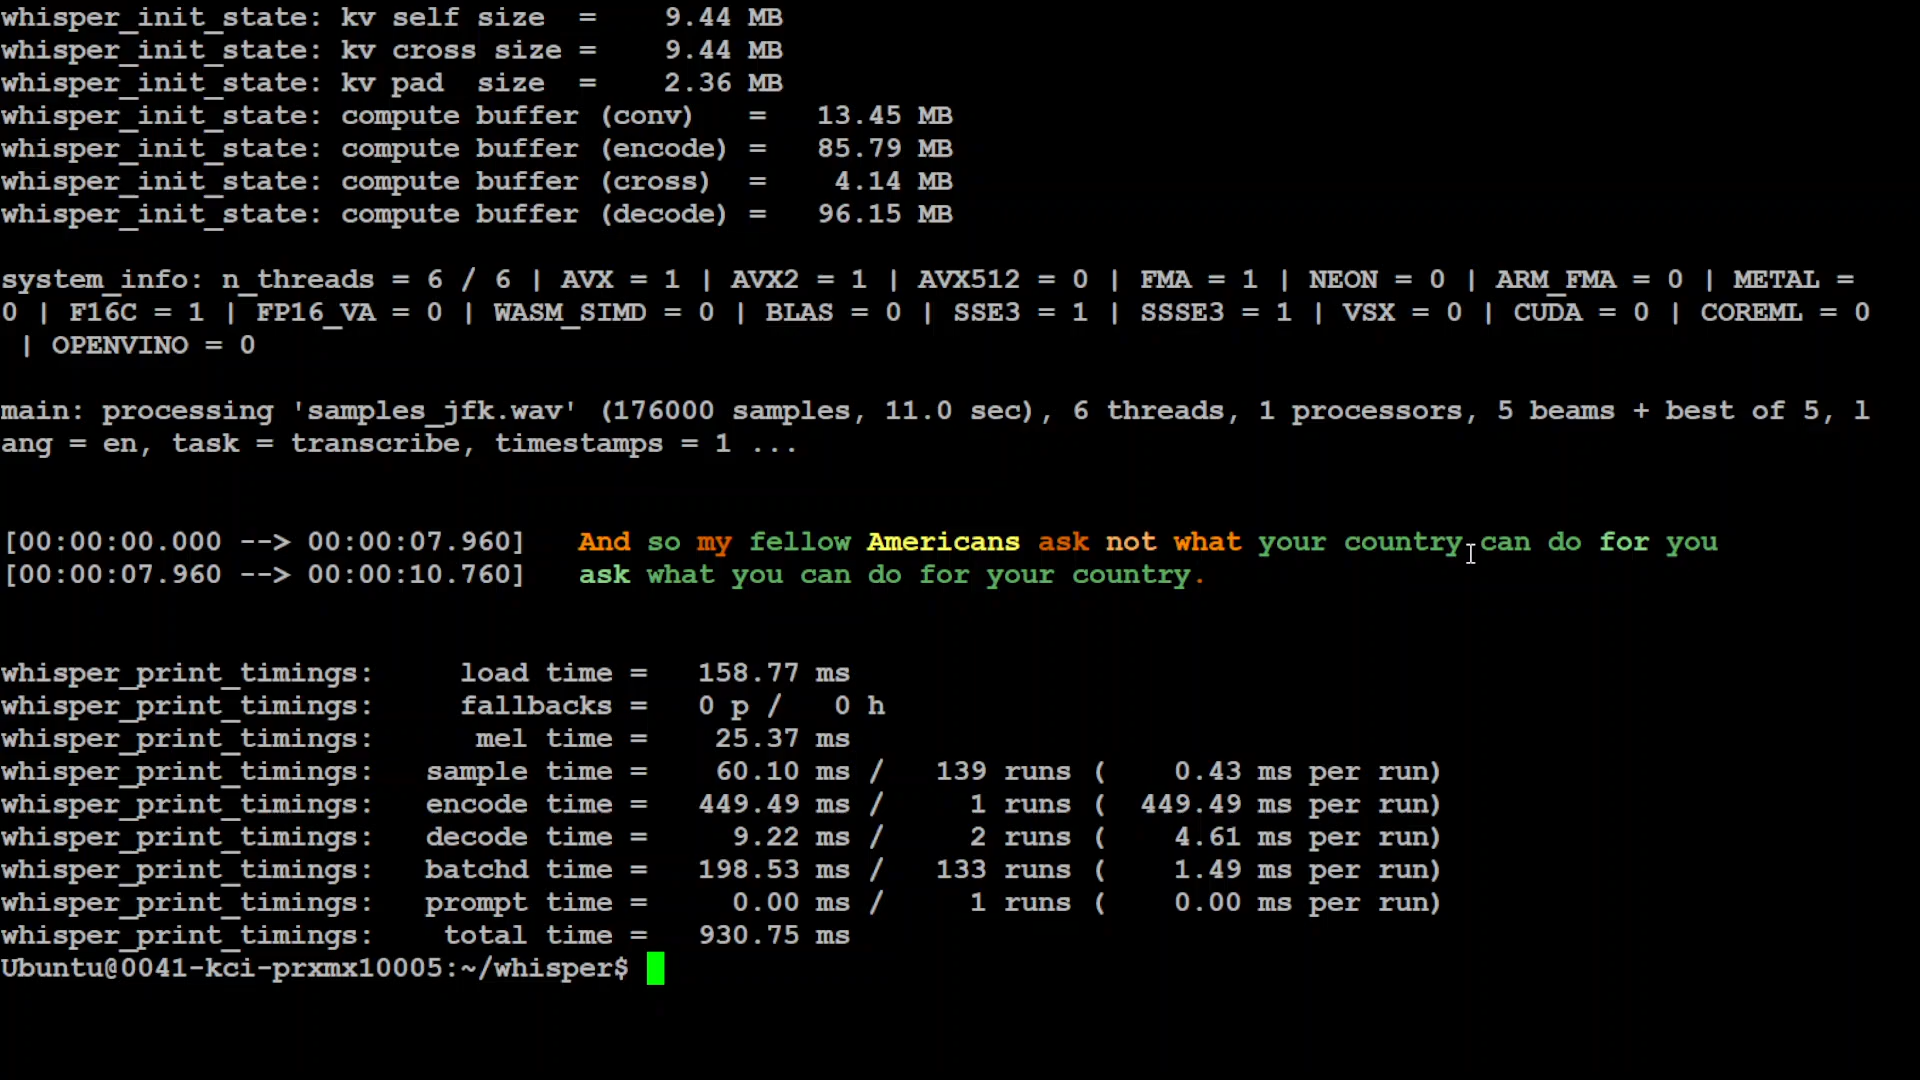 whisper_init_state: kv self size  =    9.44 MB
whisper_init_state: kv cross size =    9.44 MB
whisper_init_state: kv pad  size  =    2.36 MB
whisper_init_state: compute buffer (conv)   =   13.45 MB
whisper_init_state: compute buffer (encode) =   85.79 MB
whisper_init_state: compute buffer (cross)  =    4.14 MB
whisper_init_state: compute buffer (decode) =   96.15 MB
system_info: n_threads = 6 / 6 | AVX = 1 | AVX2 = 1 | AVX512 = 0 | FMA = 1 | NEON = 0 | ARM_FMA = 0 | METAL =
0 | F16C = 1 | FP16_VA = 0 | WASM_SIMD = 0 | BLAS = 0 | SSE3 = 1 | SSSE3 = 1 | VSX = 0 | CUDA = 0 | COREML = 0
 | OPENVINO = 0
main: processing 'samples_jfk.wav' (176000 samples, 11.0 sec), 6 threads, 1 processors, 5 beams + best of 5, l
ang = en, task = transcribe, timestamps = 1 ...
[00:00:00.000 --> 00:00:07.960]   And so my fellow Americans ask not what your country can do for you
[00:00:07.960 --> 00:00:10.760]   ask what you can do for your country.
whisper_print_timings:     load time =   158.77 ms
whisper_print_timings:     fallbacks =   0 p /   0 h
whisper_print_timings:      mel time =    25.37 ms
whisper_print_timings:   sample time =    60.10 ms /   139 runs (    0.43 ms per run)
whisper_print_timings:   encode time =   449.49 ms /     1 runs (  449.49 ms per run)
whisper_print_timings:   decode time =     9.22 ms /     2 runs (    4.61 ms per run)
whisper_print_timings:   batchd time =   198.53 ms /   133 runs (    1.49 ms per run)
whisper_print_timings:   prompt time =     0.00 ms /     1 runs (    0.00 ms per run)
whisper_print_timings:    total time =   930.75 ms
Ubuntu@0041-kci-prxmx10005:~/whisper$